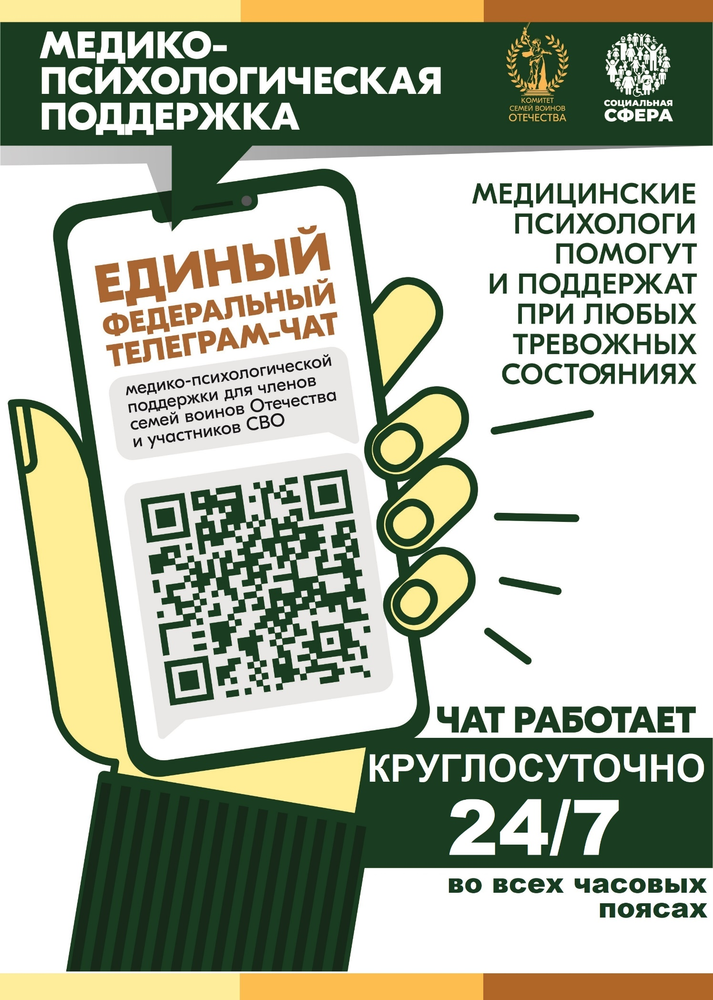 МЕДИКО-
ПСИХОЛОГИЧЕСКАЯ
ПОДДЕРЖКА
КОМИТЕТ
СЕМЕЙ ВОИНОВ
ОТЕЧЕСТВА
СОЦИАЛЬНАЯ
СФЕРА
МЕДИЦИНСКИЕ
ПСИХОЛОГИ
ПОМОГУТ
И ПОДДЕРЖАТ
ПРИ ЛЮБЫХ
ТРЕВОЖНЫХ
СОСТОЯНИЯХ
ЕДИНЫЙ
ФЕДЕРАЛЬНЫЙ
ТЕЛЕГРАМ-ЧАТ
медико-психологической
поддержки для членов
семей воинов Отечества
и участников СВО
ЧАТ РАБОТАЕТ
КРУГЛОСУТОЧНО
24/7
во всех часовых
поясах